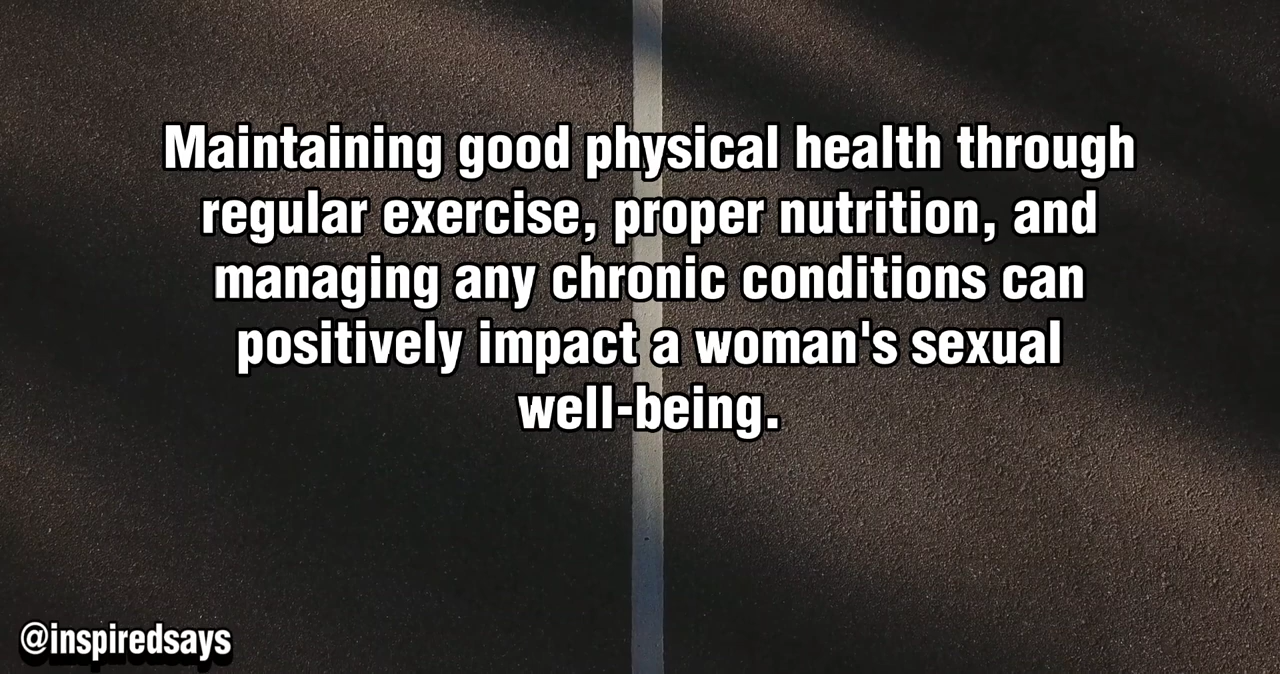 Maintaining good physical health through
regular exercise, proper nutrition, and
managing any chronic conditions can
positively impact a woman's sexual
well-being.
@inspiredsays